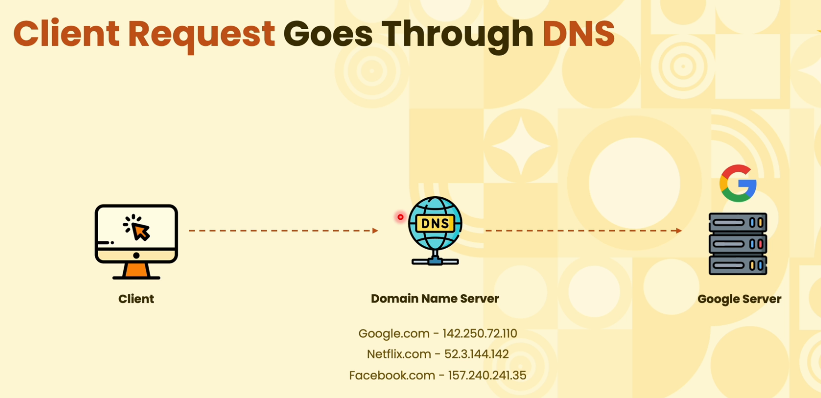 Client Request Goes Through DNS
DNS
Client
Domain Name Server
Google Server
Google.com - 142.250.72.110
Netflix.com - 52.3.144.142
Facebook.com - 157.240.241.35